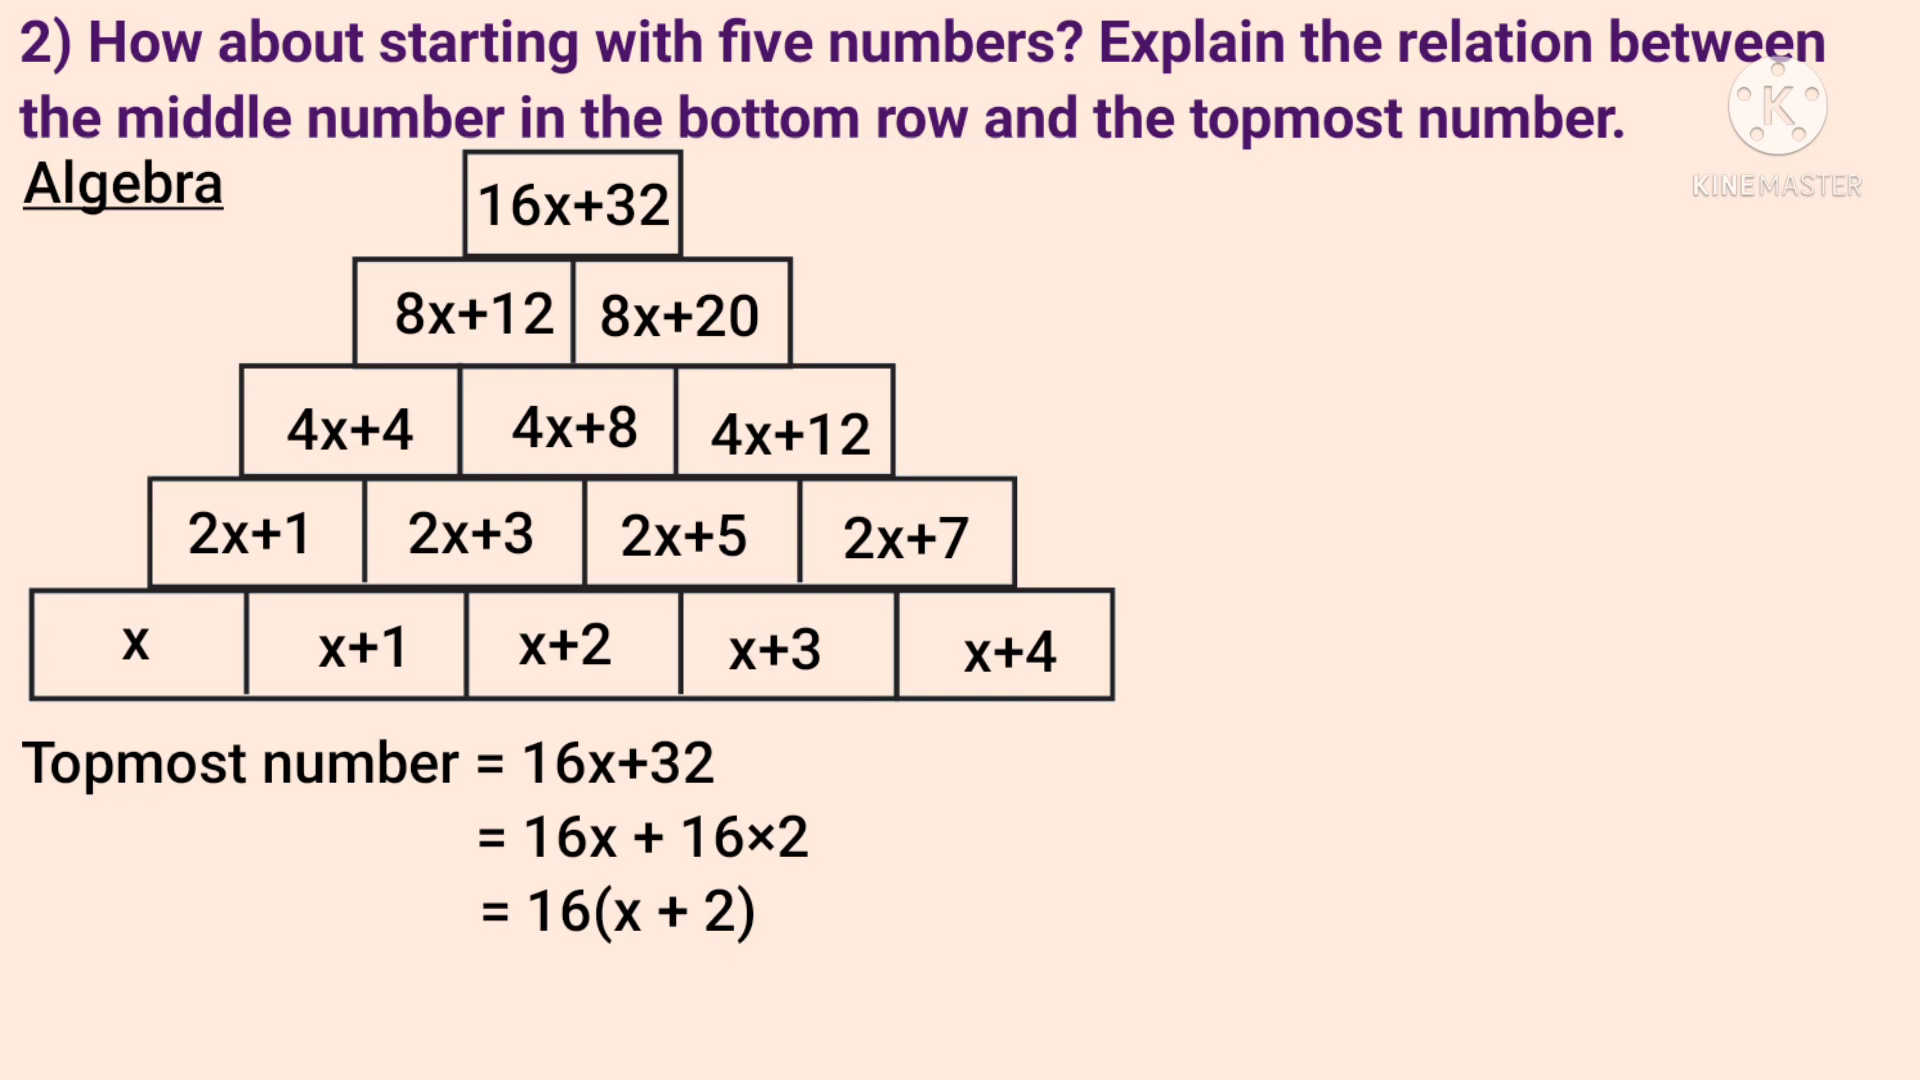 2) How about starting with five numbers? Explain the relation between
the middle number in the bottom row and the topmost number.
K
KINEMASTER
Algebra
16x+32
8x+12 8x+20
4x+4 4x+8 4x+12
2x+1 2x+3 2x+5 2x+7
x x+1 x+2 x+3 x+4
Topmost number = 16x+32
= 16x + 16×2
= 16(x + 2)